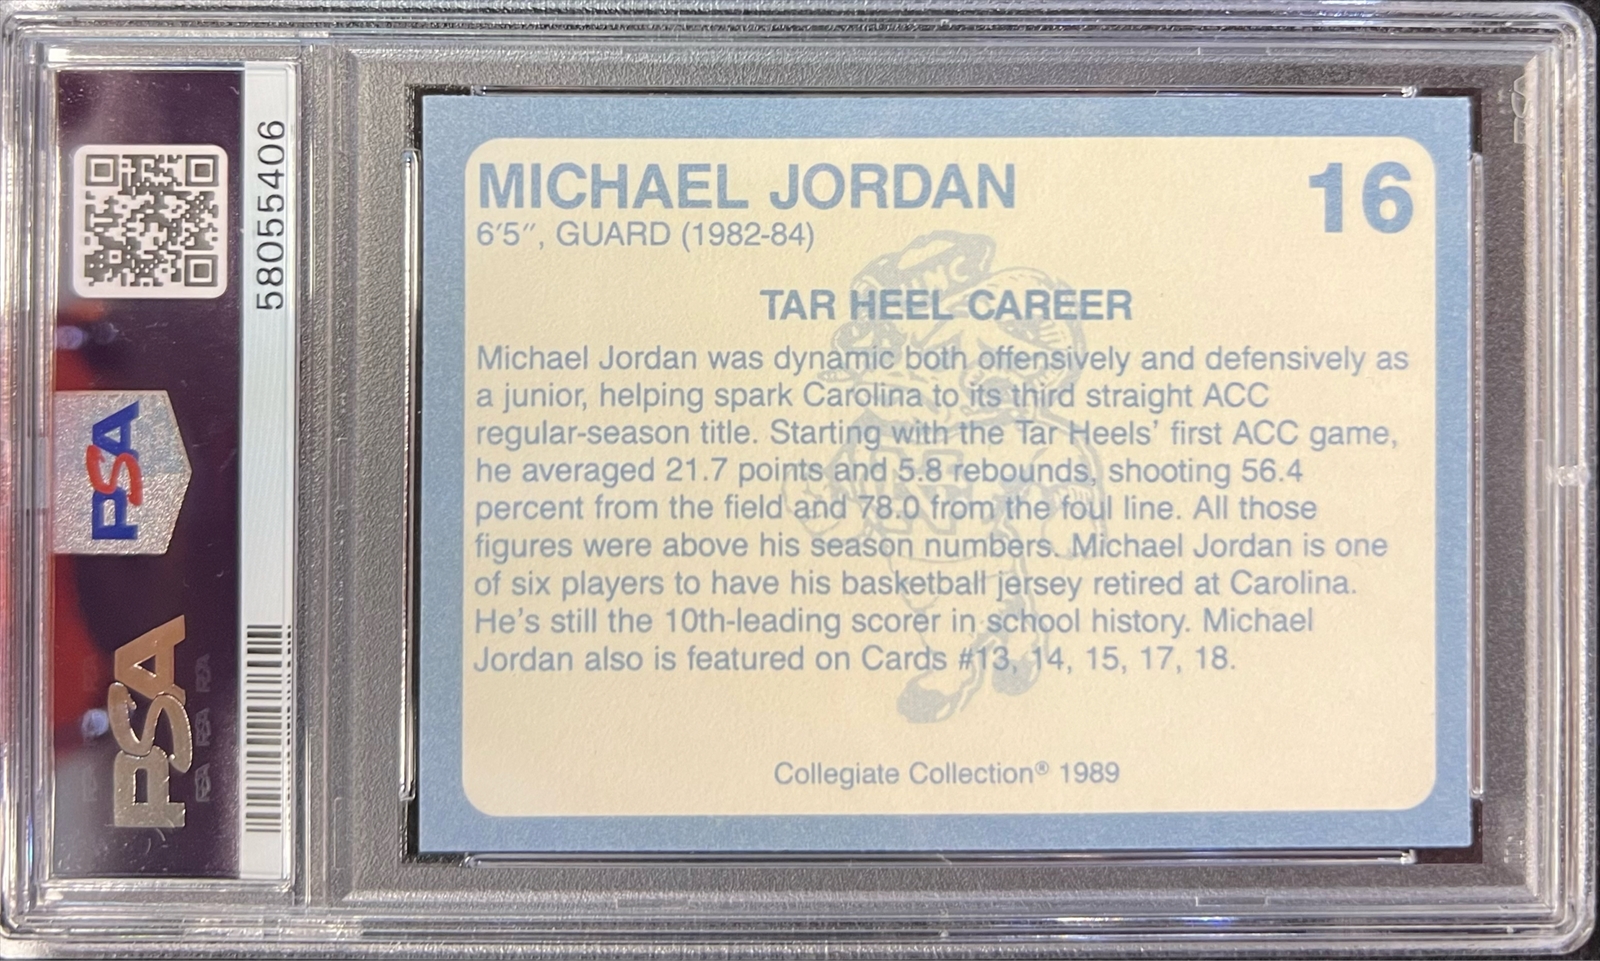 58055406
PSA
PSA
PSA PSA PSA
MICHAEL JORDAN
16
6'5", GUARD (1982-84)
UNC
TAR HEEL CAREER
Michael Jordan was dynamic both offensively and defensively as
a junior, helping spark Carolina to its third straight ACC
regular-season title. Starting with the Tar Heels' first ACC game,
he averaged 21.7 points and 5.8 rebounds, shooting 56.4
percent from the field and 78.0 from the foul line. All those
figures were above his season numbers. Michael Jordan is one
of six players to have his basketball jersey retired at Carolina.
He's still the 10th-leading scorer in school history. Michael
Jordan also is featured on Cards #13, 14, 15, 17, 18.
Collegiate Collection® 1989